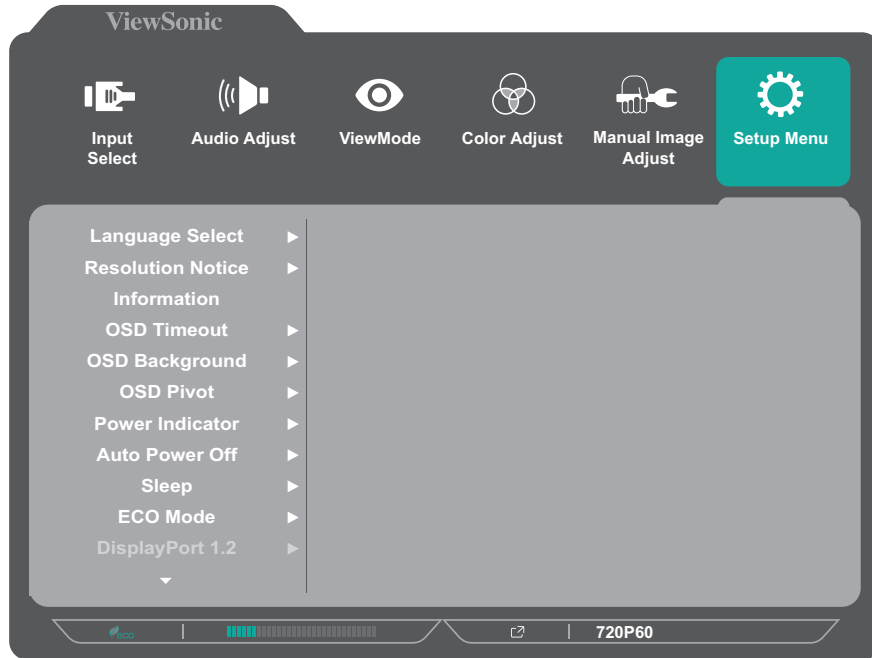 ViewSonic
Input
Select
Audio Adjust
ViewMode
Color Adjust
Manual Image
Adjust
Setup Menu
Language Select
Resolution Notice
Information
OSD Timeout
OSD Background
OSD Pivot
Power Indicator
Auto Power Off
Sleep
ECO Mode
DisplayPort 1.2
eco
720P60